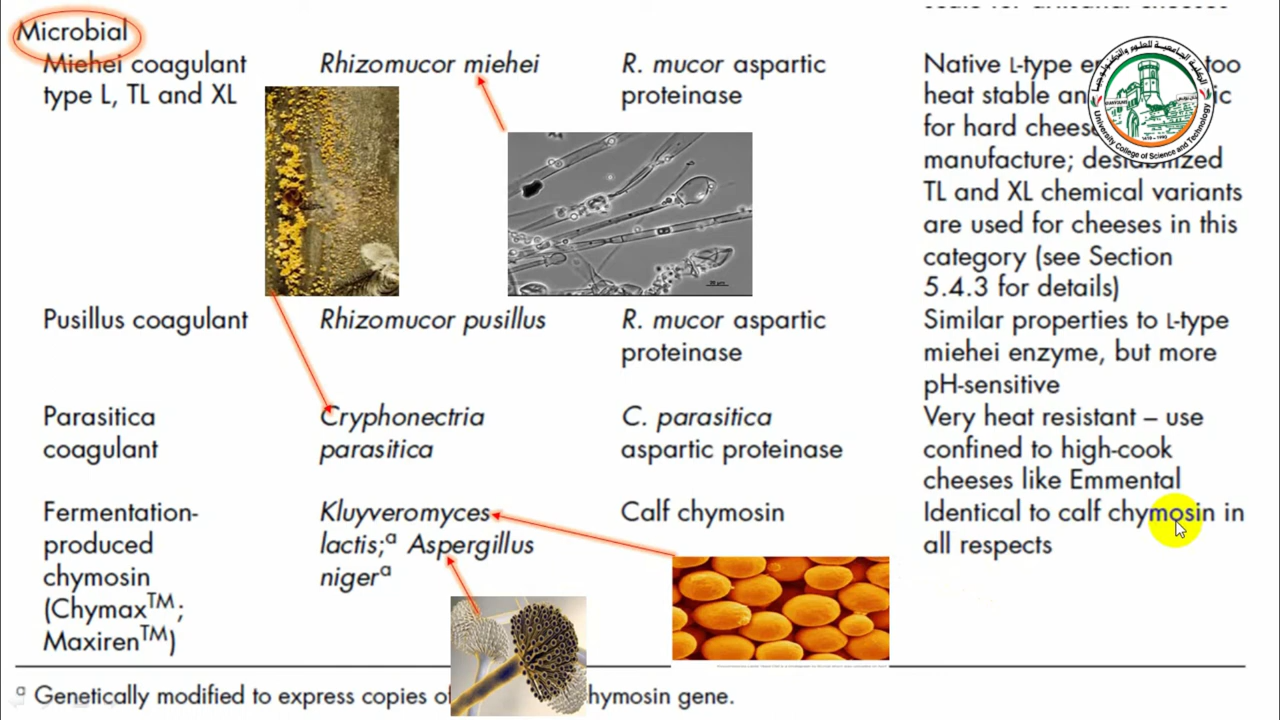 Microbial
Miehei coagulant
type L, TL and XL
Rhizomucor miehei
R. mucor aspartic
proteinase
Native L-type too
heat stable
for hard
manufacture; destabilized
TL and XL chemical variants
are used for cheeses in this
category (see Section
5.4.3 for details)
Pusillus coagulant
Rhizomucor pusillus
R. mucor aspartic
proteinase
Similar properties to L-type
miehei enzyme, but more
pH-sensitive
Parasitica
coagulant
Cryphonectria
parasitica
C. parasitica
aspartic proteinase
Very heat resistant – use
confined to high-cook
cheeses like Emmental
Fermentation-
produced
chymosin
(Chymax™;
Maxiren™)
Kluyveromyces
lactis;ᵃ Aspergillus
nigerᵃ
Calf chymosin
Identical to calf chymosin in
all respects
ᵃ Genetically modified to express copies gene.
University College of Science and Technology